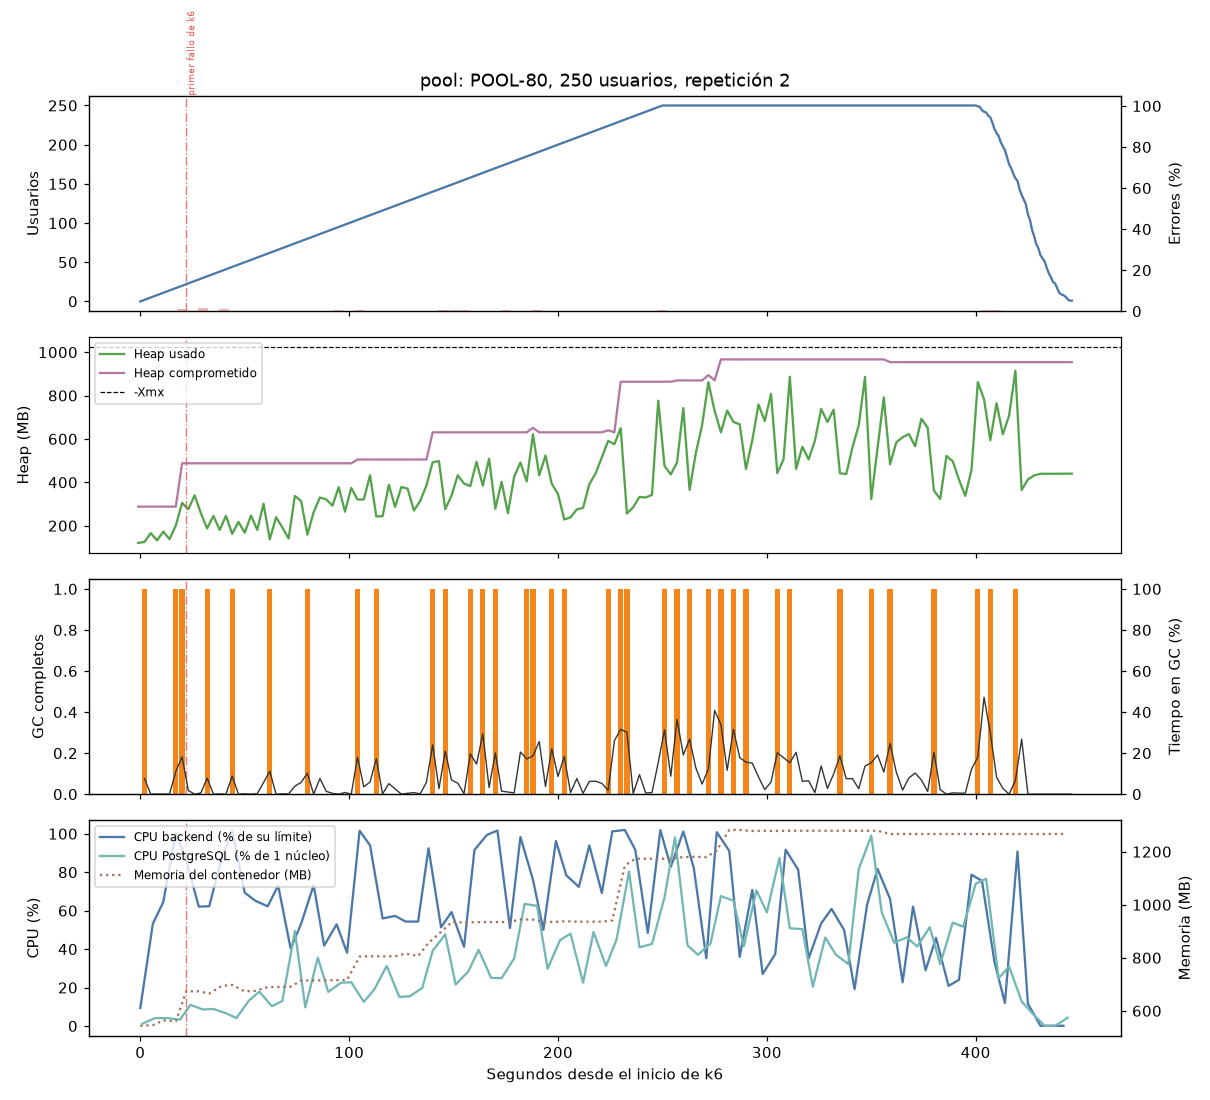 primer fallo de k6
pool: POOL-80, 250 usuarios, repetición 2
Usuarios
250
200
150
100
50
0
Errores (%)
100
80
60
40
20
0
Heap (MB)
1000
800
600
400
200
Heap usado
Heap comprometido
-Xmx
GC completos
1.0
0.8
0.6
0.4
0.2
0.0
Tiempo en GC (%)
100
80
60
40
20
0
CPU (%)
100
80
60
40
20
0
CPU backend (% de su límite)
CPU PostgreSQL (% de 1 núcleo)
Memoria del contenedor (MB)
Memoria (MB)
1200
1000
800
600
0
100
200
300
400
Segundos desde el inicio de k6